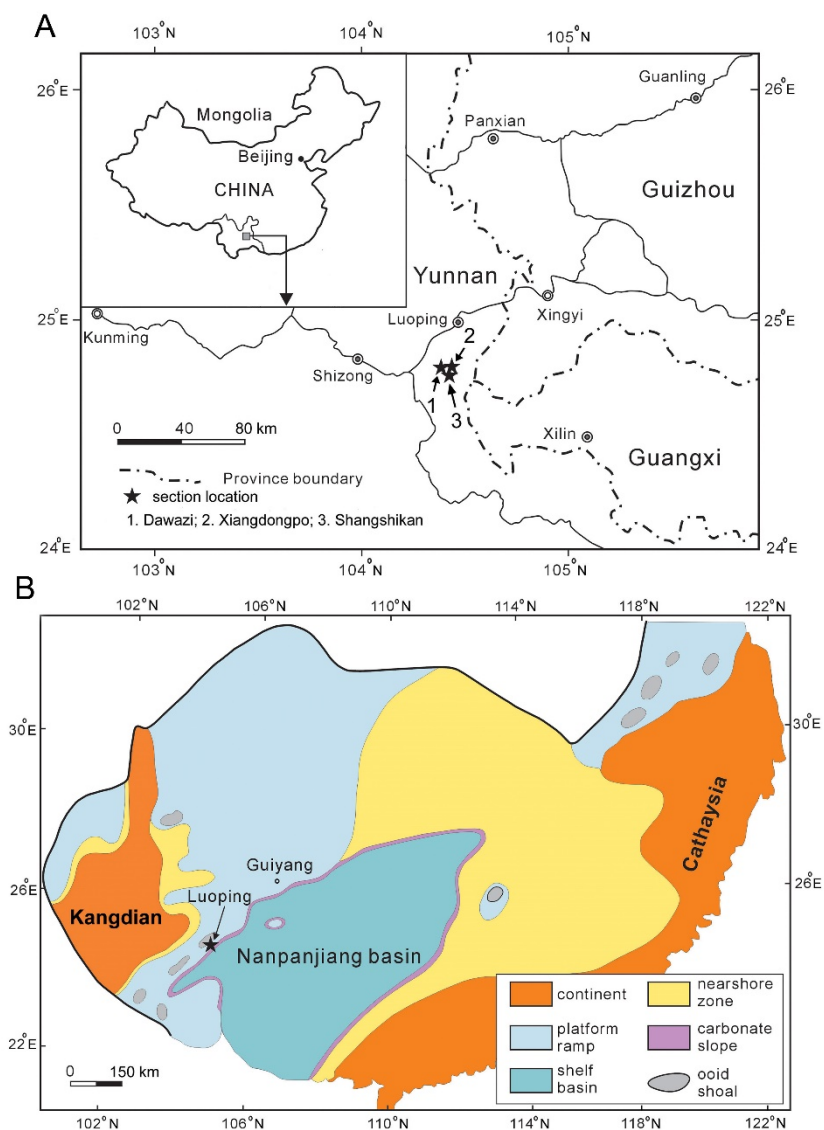 A
103°N
105°N
26°E
26°E
Guanling
Panxian
Mongolia
Beijing
CHINA
Guizhou
Yunnan
25°E
25°E
Kunming
Luoping
Xingyi
Shizong
2
1
3
0 40 80 km
Xilin
Guangxi
Province boundary
section location
1. Dawazi; 2. Xiangdongpo; 3. Shangshikan
24°E
24°E
103°N
104°N
105°N
B
102°N
106°N
110°N
114°N
118°N
122°N
30°E
30°E
Cathaysia
Guiyang
26°E
26°E
Luoping
Kangdian
Nanpanjiang basin
continent
nearshore
zone
platform
ramp
carbonate
slope
shelf
basin
ooid
shoal
22°E
0 150 km
102°N
106°N
110°N
114°N
118°N
122°N